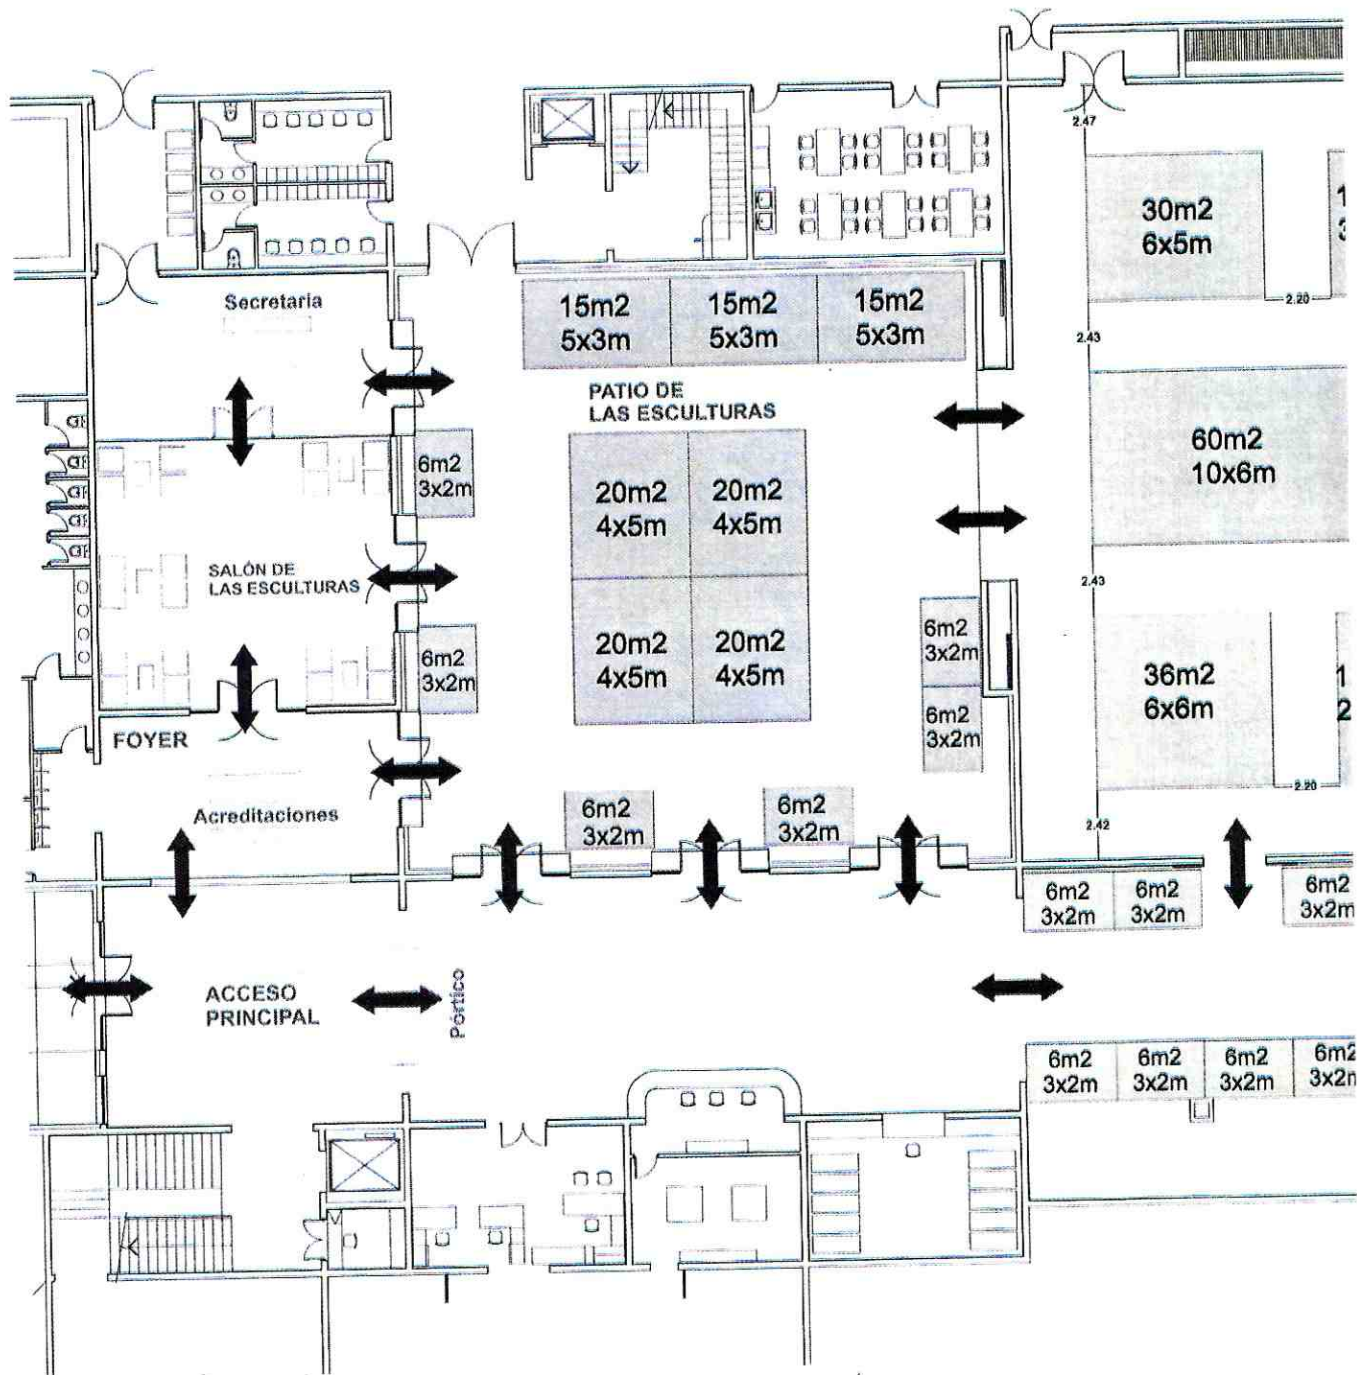 2.47
30m2
6x5m
2.20
Secretaria
15m2
5x3m
15m2
5x3m
15m2
5x3m
2.43
PATIO DE
LAS ESCULTURAS
6m2
3x2m
20m2
4x5m
20m2
4x5m
60m2
10x6m
SALÓN DE
LAS ESCULTURAS
2.43
6m2
3x2m
20m2
4x5m
20m2
4x5m
6m2
3x2m
6m2
3x2m
36m2
6x6m
2.20
FOYER
Acreditaciones
6m2
3x2m
6m2
3x2m
2.42
6m2
3x2m
6m2
3x2m
6m2
3x2m
ACCESO
PRINCIPAL
Pórtico
6m2
3x2m
6m2
3x2m
6m2
3x2m
6m2
3x2m